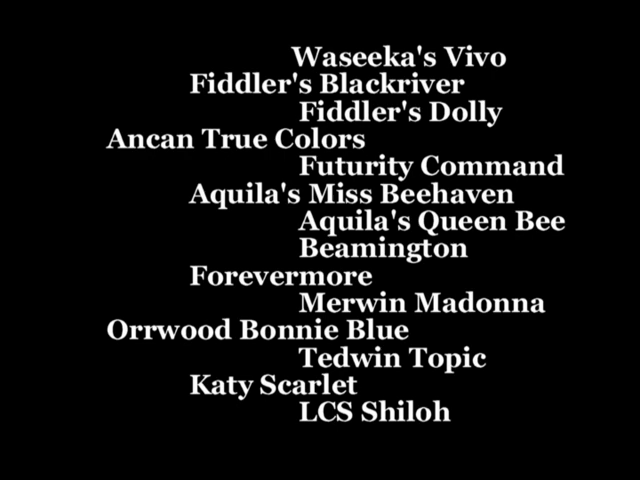 Waseeka's Vivo
Fiddler's Blackriver
Fiddler's Dolly
Ancan True Colors
Futurity Command
Aquila's Miss Beehaven
Aquila's Queen Bee
Beamington
Forevermore
Merwin Madonna
Orrwood Bonnie Blue
Tedwin Topic
Katy Scarlet
LCS Shiloh